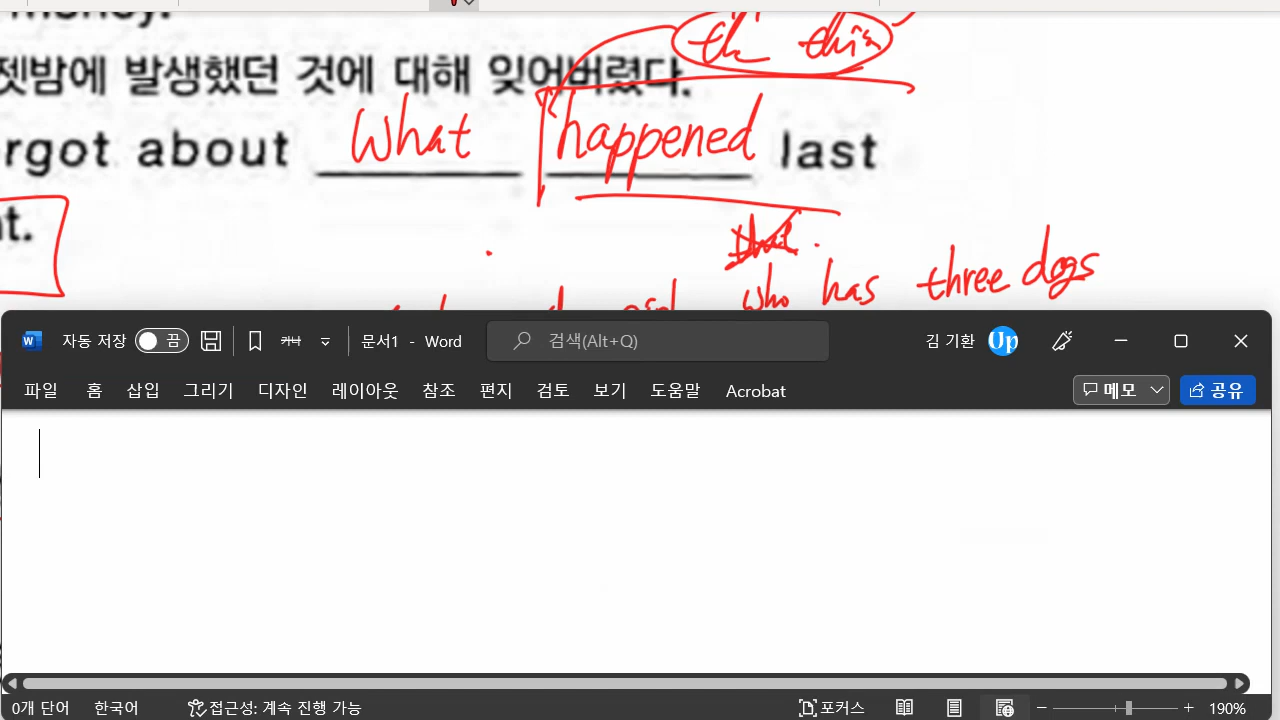 money.
th this
젯밤에 발생했던 것에 대해 잊어버렸다.
rgot about What happened last
t.
that.
who has three dogs
자동 저장 끔 가나 문서1 - Word 검색(Alt+Q) 김 기환 Up
파일 홈 삽입 그리기 디자인 레이아웃 참조 편지 검토 보기 도움말 Acrobat 메모 공유
0개 단어 한국어 접근성: 계속 진행 가능 포커스 190%